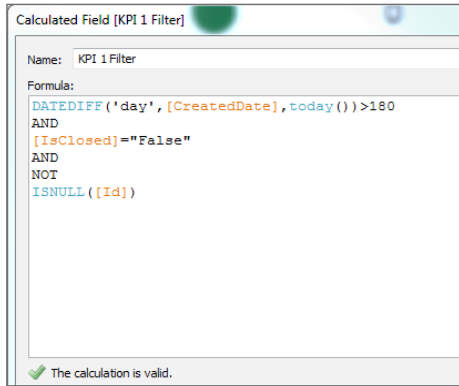 Calculated Field [KPI 1 Filter]
Name: KPI 1 Filter
Formula:
DATEDIFF('day',[CreatedDate],today())>180
AND
[IsClosed]="False"
AND
NOT
ISNULL([Id])
The calculation is valid.